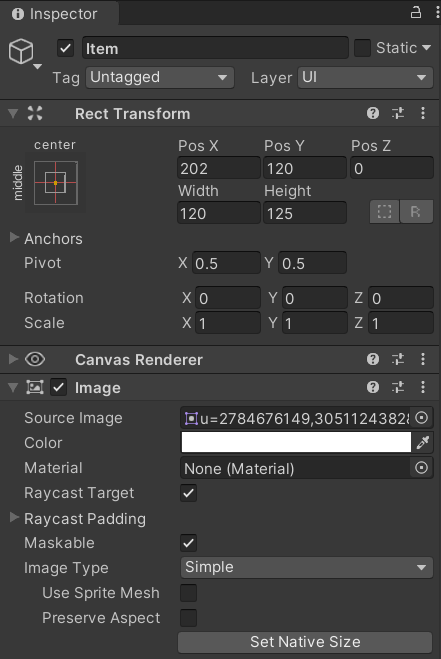 Inspector
Item Static
Tag Untagged Layer UI
Rect Transform
center
middle
Pos X Pos Y Pos Z
202 120 0
Width Height
120 125
R
Anchors
Pivot X 0.5 Y 0.5
Rotation X 0 Y 0 Z 0
Scale X 1 Y 1 Z 1
Canvas Renderer
Image
Source Image u=2784676149,3051124382
Color
Material None (Material)
Raycast Target
Raycast Padding
Maskable
Image Type Simple
Use Sprite Mesh
Preserve Aspect
Set Native Size